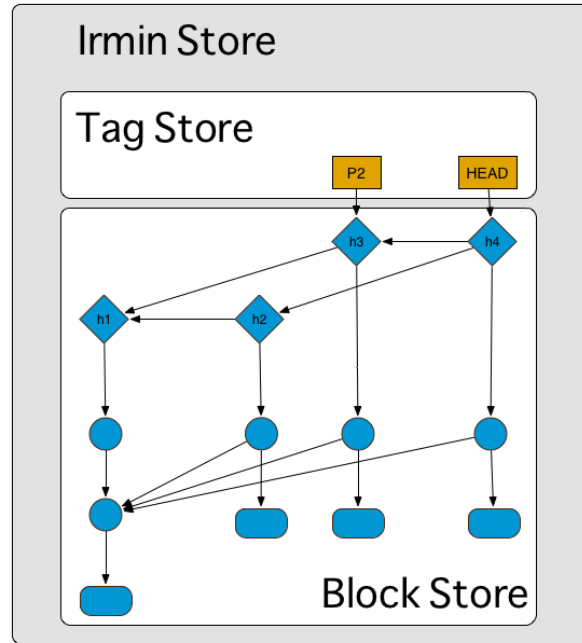 Irmin Store
Tag Store
P2 HEAD
h3 h4
h1 h2
Block Store